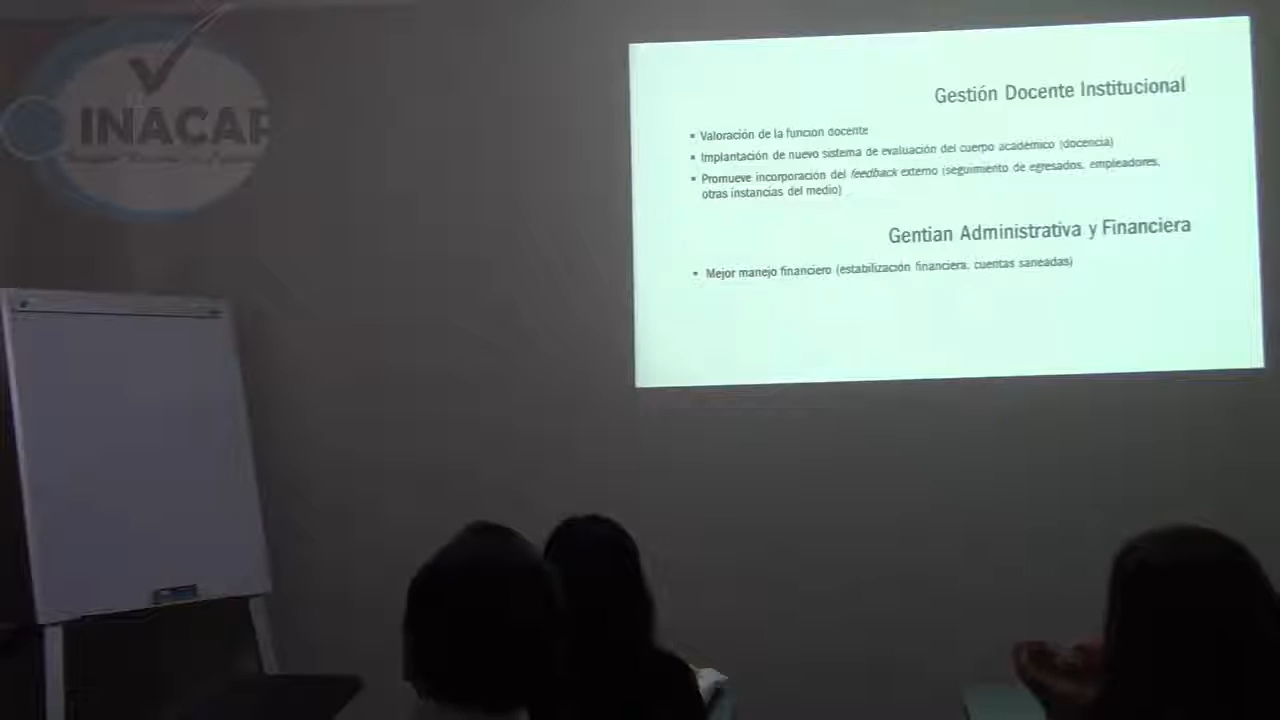 INACAP
Gestión Docente Institucional
▪ Valoración de la funcion docente
▪ Implantación de nuevo sistema de evaluación del cuerpo académico (docencia)
▪ Promueve incorporación del feedback externo (seguimiento de egresados, empleadores,
otras instancias del medio)
Gentian Administrativa y Financiera
▪ Mejor manejo financiero (estabilización financiera, cuentas saneadas)